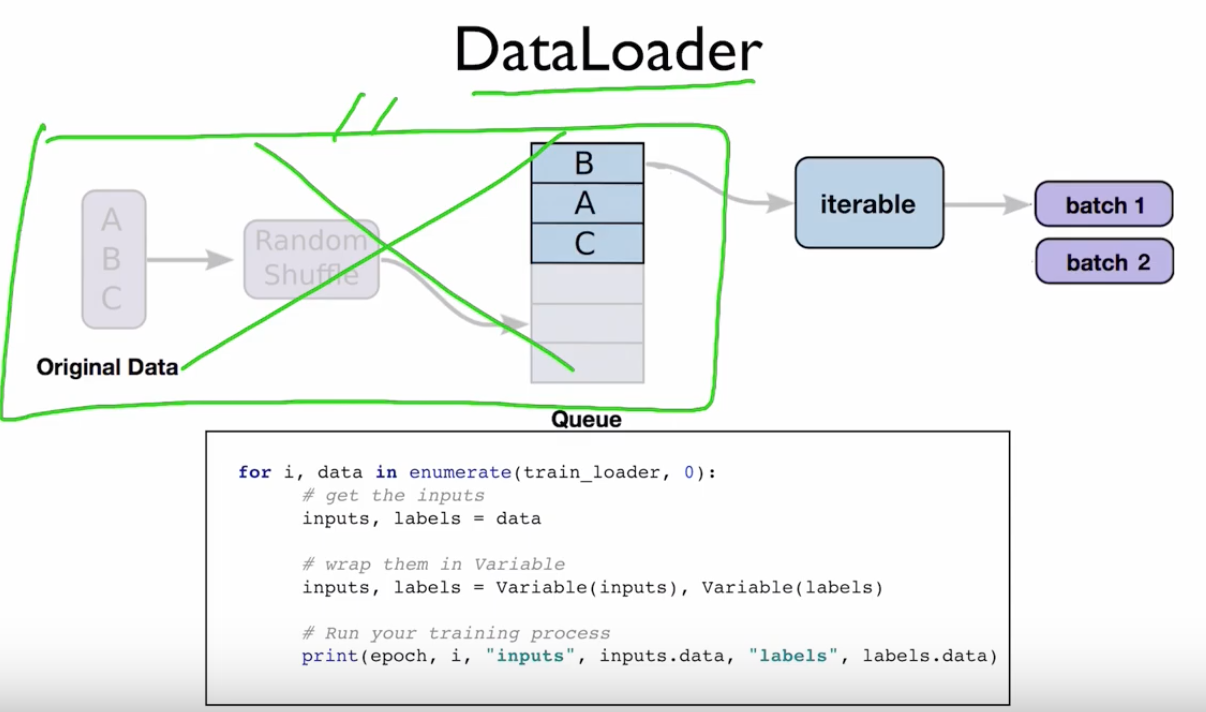 DataLoader
A
B
C
Original Data
Random
Shuffle
B
A
C
Queue
iterable
batch 1
batch 2
for i, data in enumerate(train_loader, 0):
# get the inputs
inputs, labels = data
# wrap them in Variable
inputs, labels = Variable(inputs), Variable(labels)
# Run your training process
print(epoch, i, "inputs", inputs.data, "labels", labels.data)